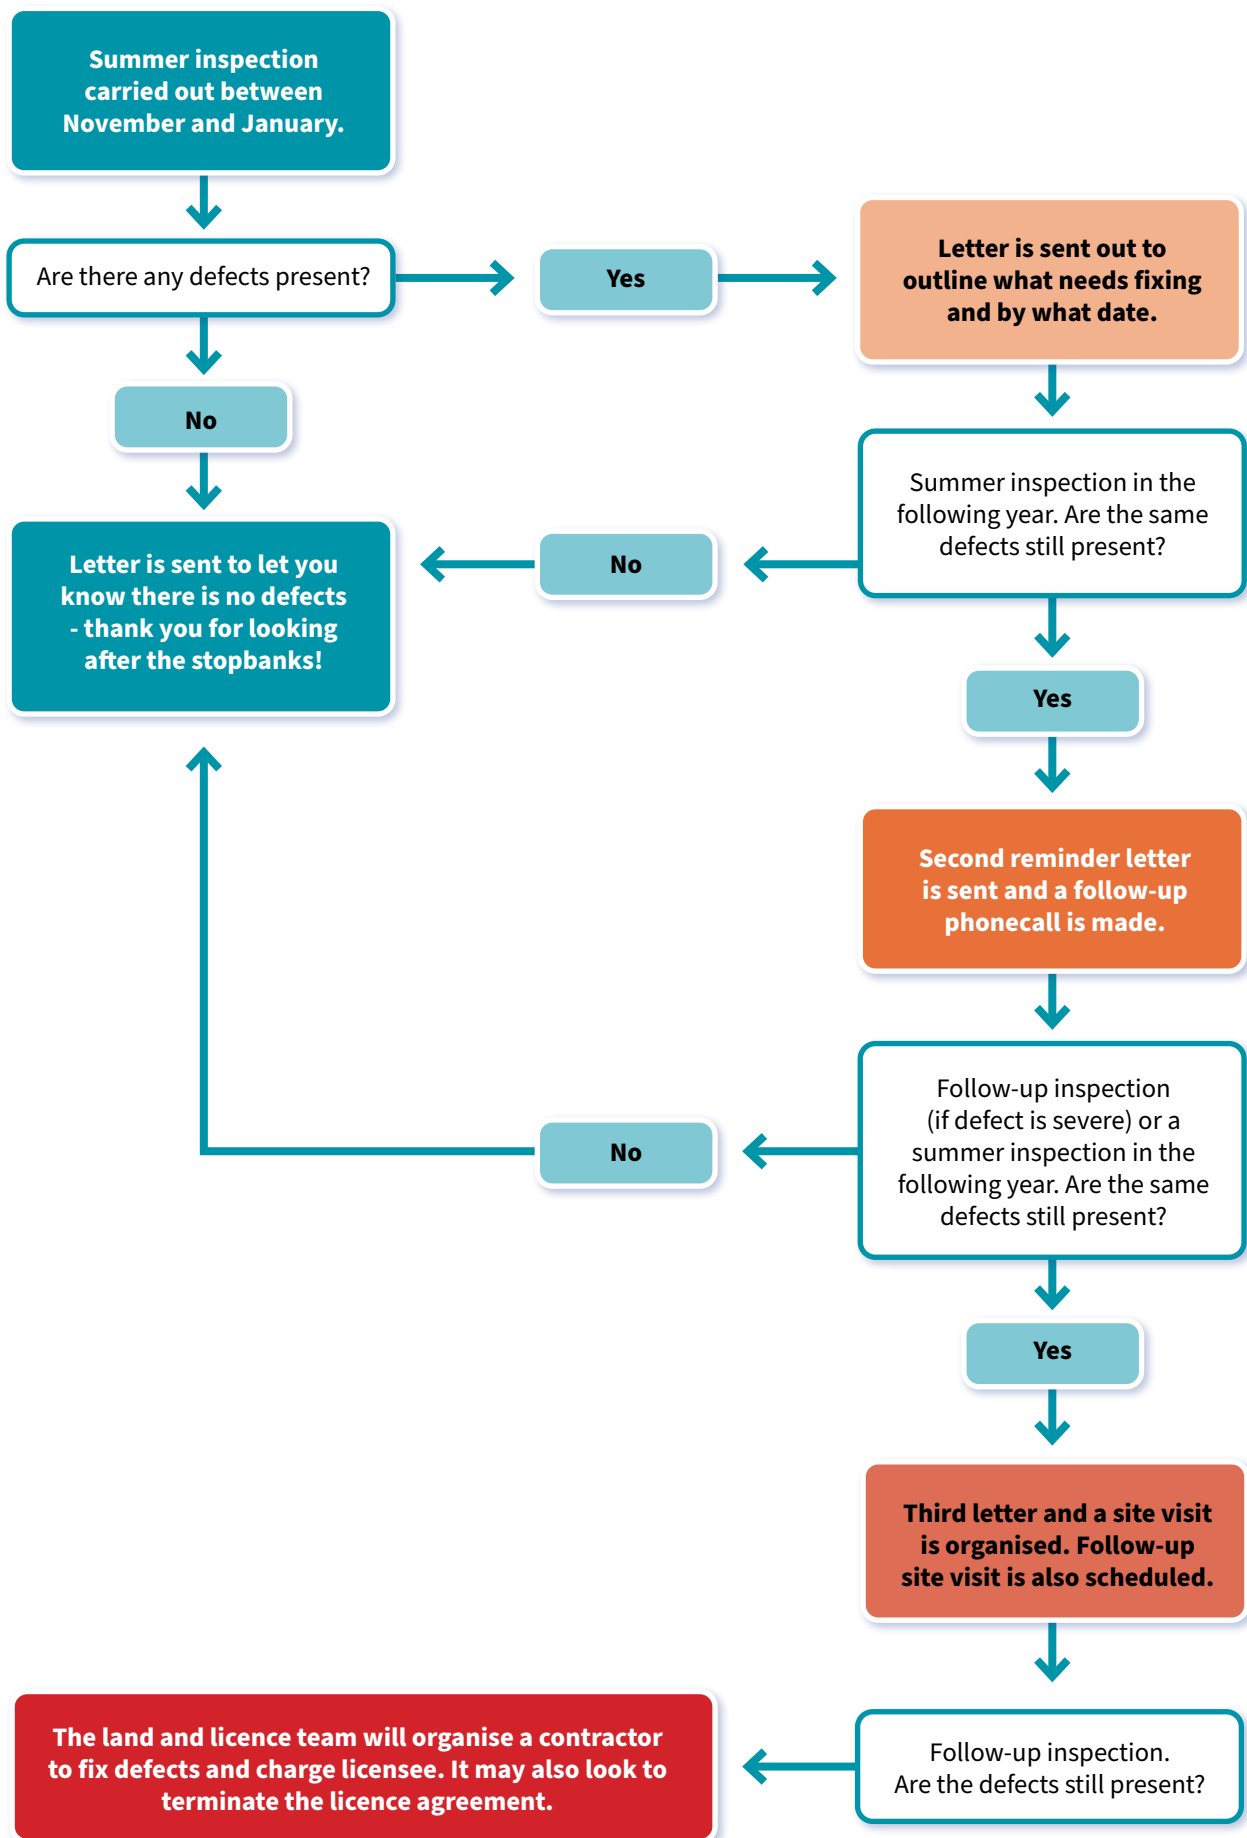 Summer inspection
carried out between
November and January.
Are there any defects present?
Yes
Letter is sent out to
outline what needs fixing
and by what date.
No
Summer inspection in the
following year. Are the same
defects still present?
No
Letter is sent to let you
know there is no defects
- thank you for looking
after the stopbanks!
Yes
Second reminder letter
is sent and a follow-up
phonecall is made.
Follow-up inspection
(if defect is severe) or a
summer inspection in the
following year. Are the same
defects still present?
No
Yes
Third letter and a site visit
is organised. Follow-up
site visit is also scheduled.
Follow-up inspection.
Are the defects still present?
The land and licence team will organise a contractor
to fix defects and charge licensee. It may also look to
terminate the licence agreement.